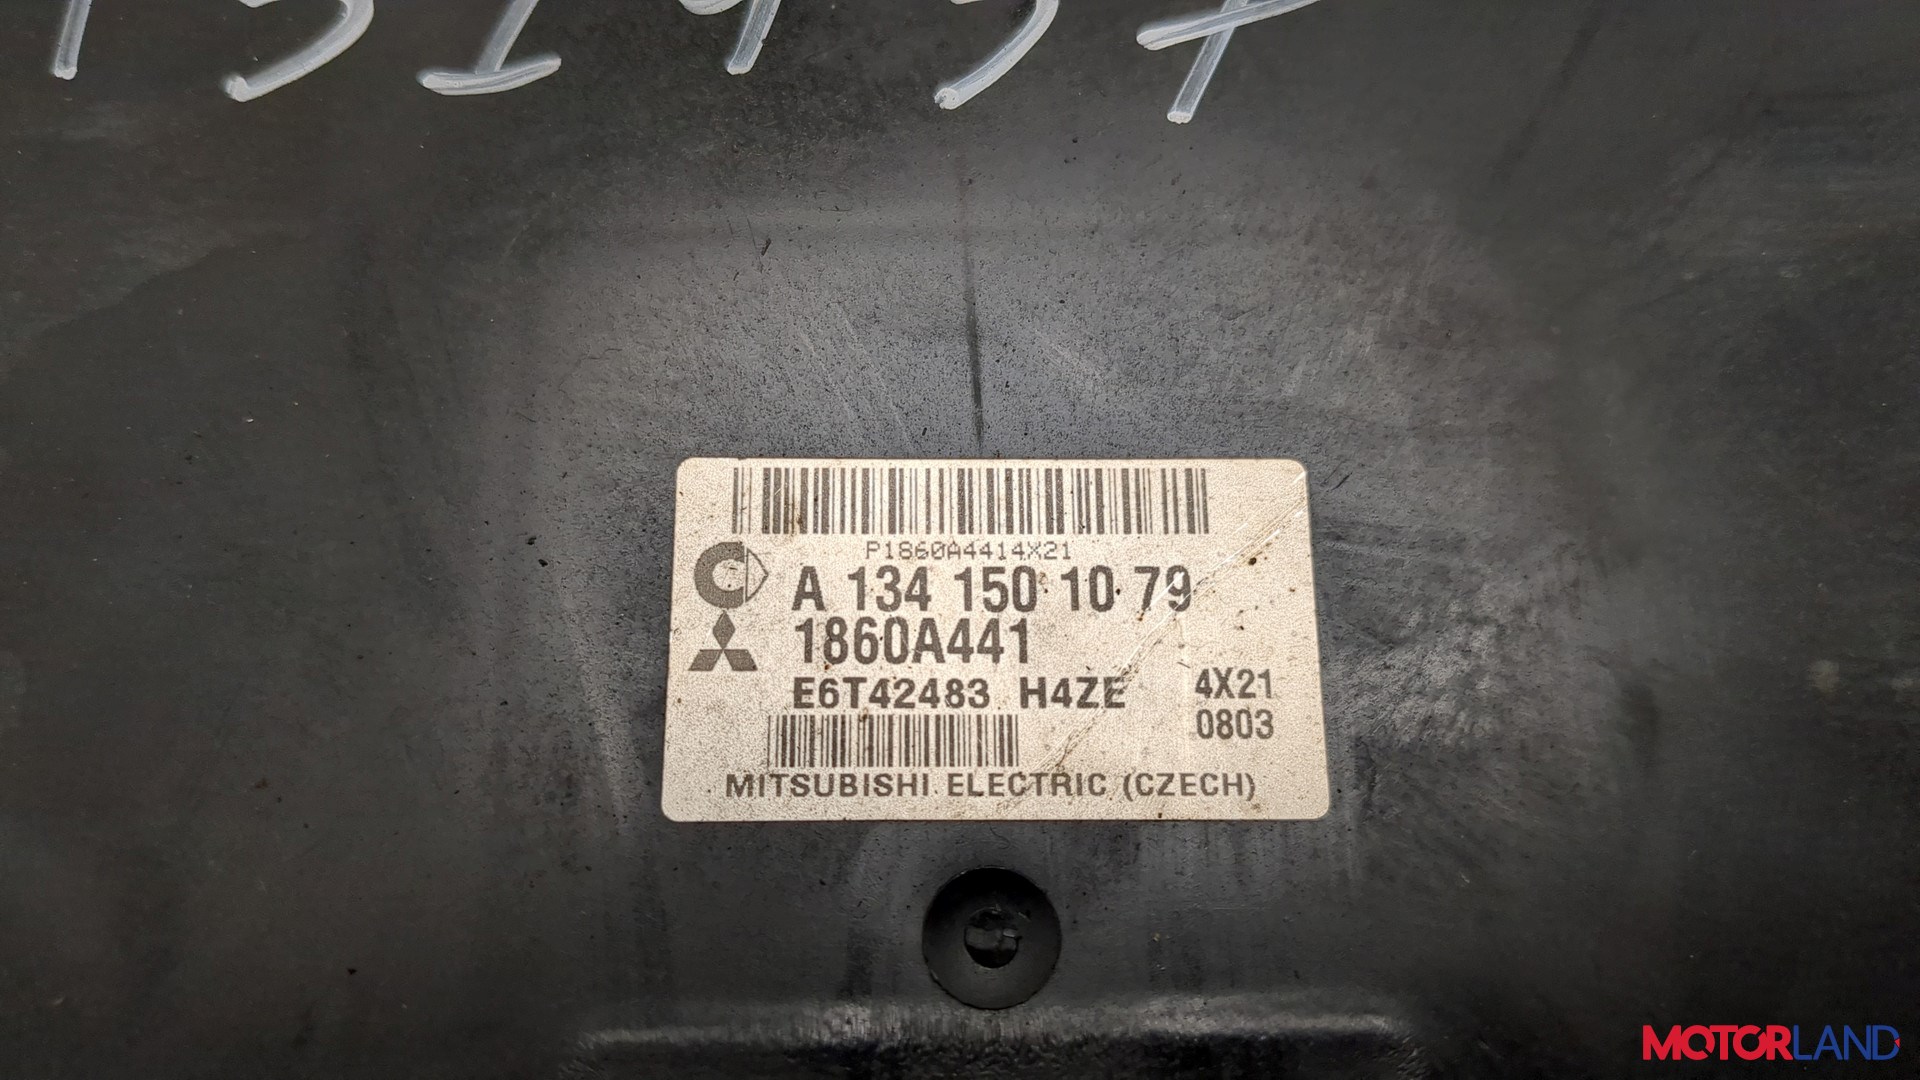 P1860A4414X21
A 134 150 10 79
1860A441
E6T42483 H4ZE
4X21
0803
MITSUBISHI ELECTRIC (CZECH)
MOTORLAND